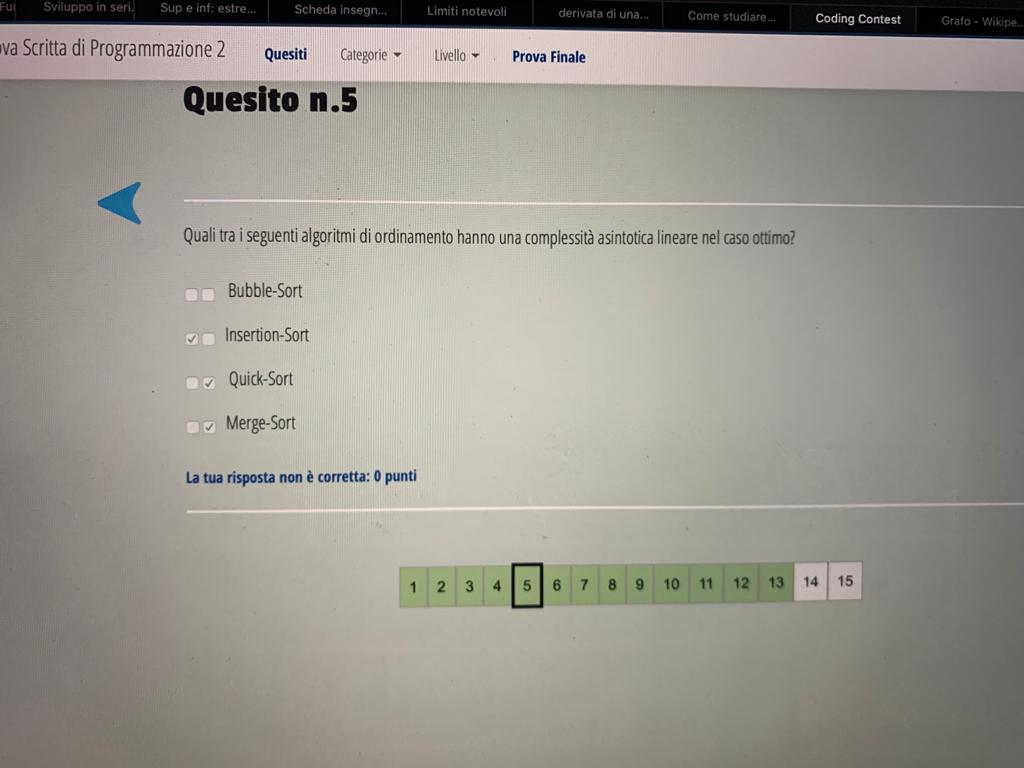 Sviluppo in seri. Sup e inf: estre... Scheda insegn... Limiti notevoli derivata di una... Come studiare... Coding Contest Grafo - Wikipe..
Scritta di Programmazione 2 Quesiti Categorie Livello Prova Finale
Quesito n.5
Quali tra i seguenti algoritmi di ordinamento hanno una complessità asintotica lineare nel caso ottimo?
Bubble-Sort
Insertion-Sort
Quick-Sort
Merge-Sort
La tua risposta non è corretta: 0 punti
1 2 3 4 5 6 7 8 9 10 11 12 13 14 15